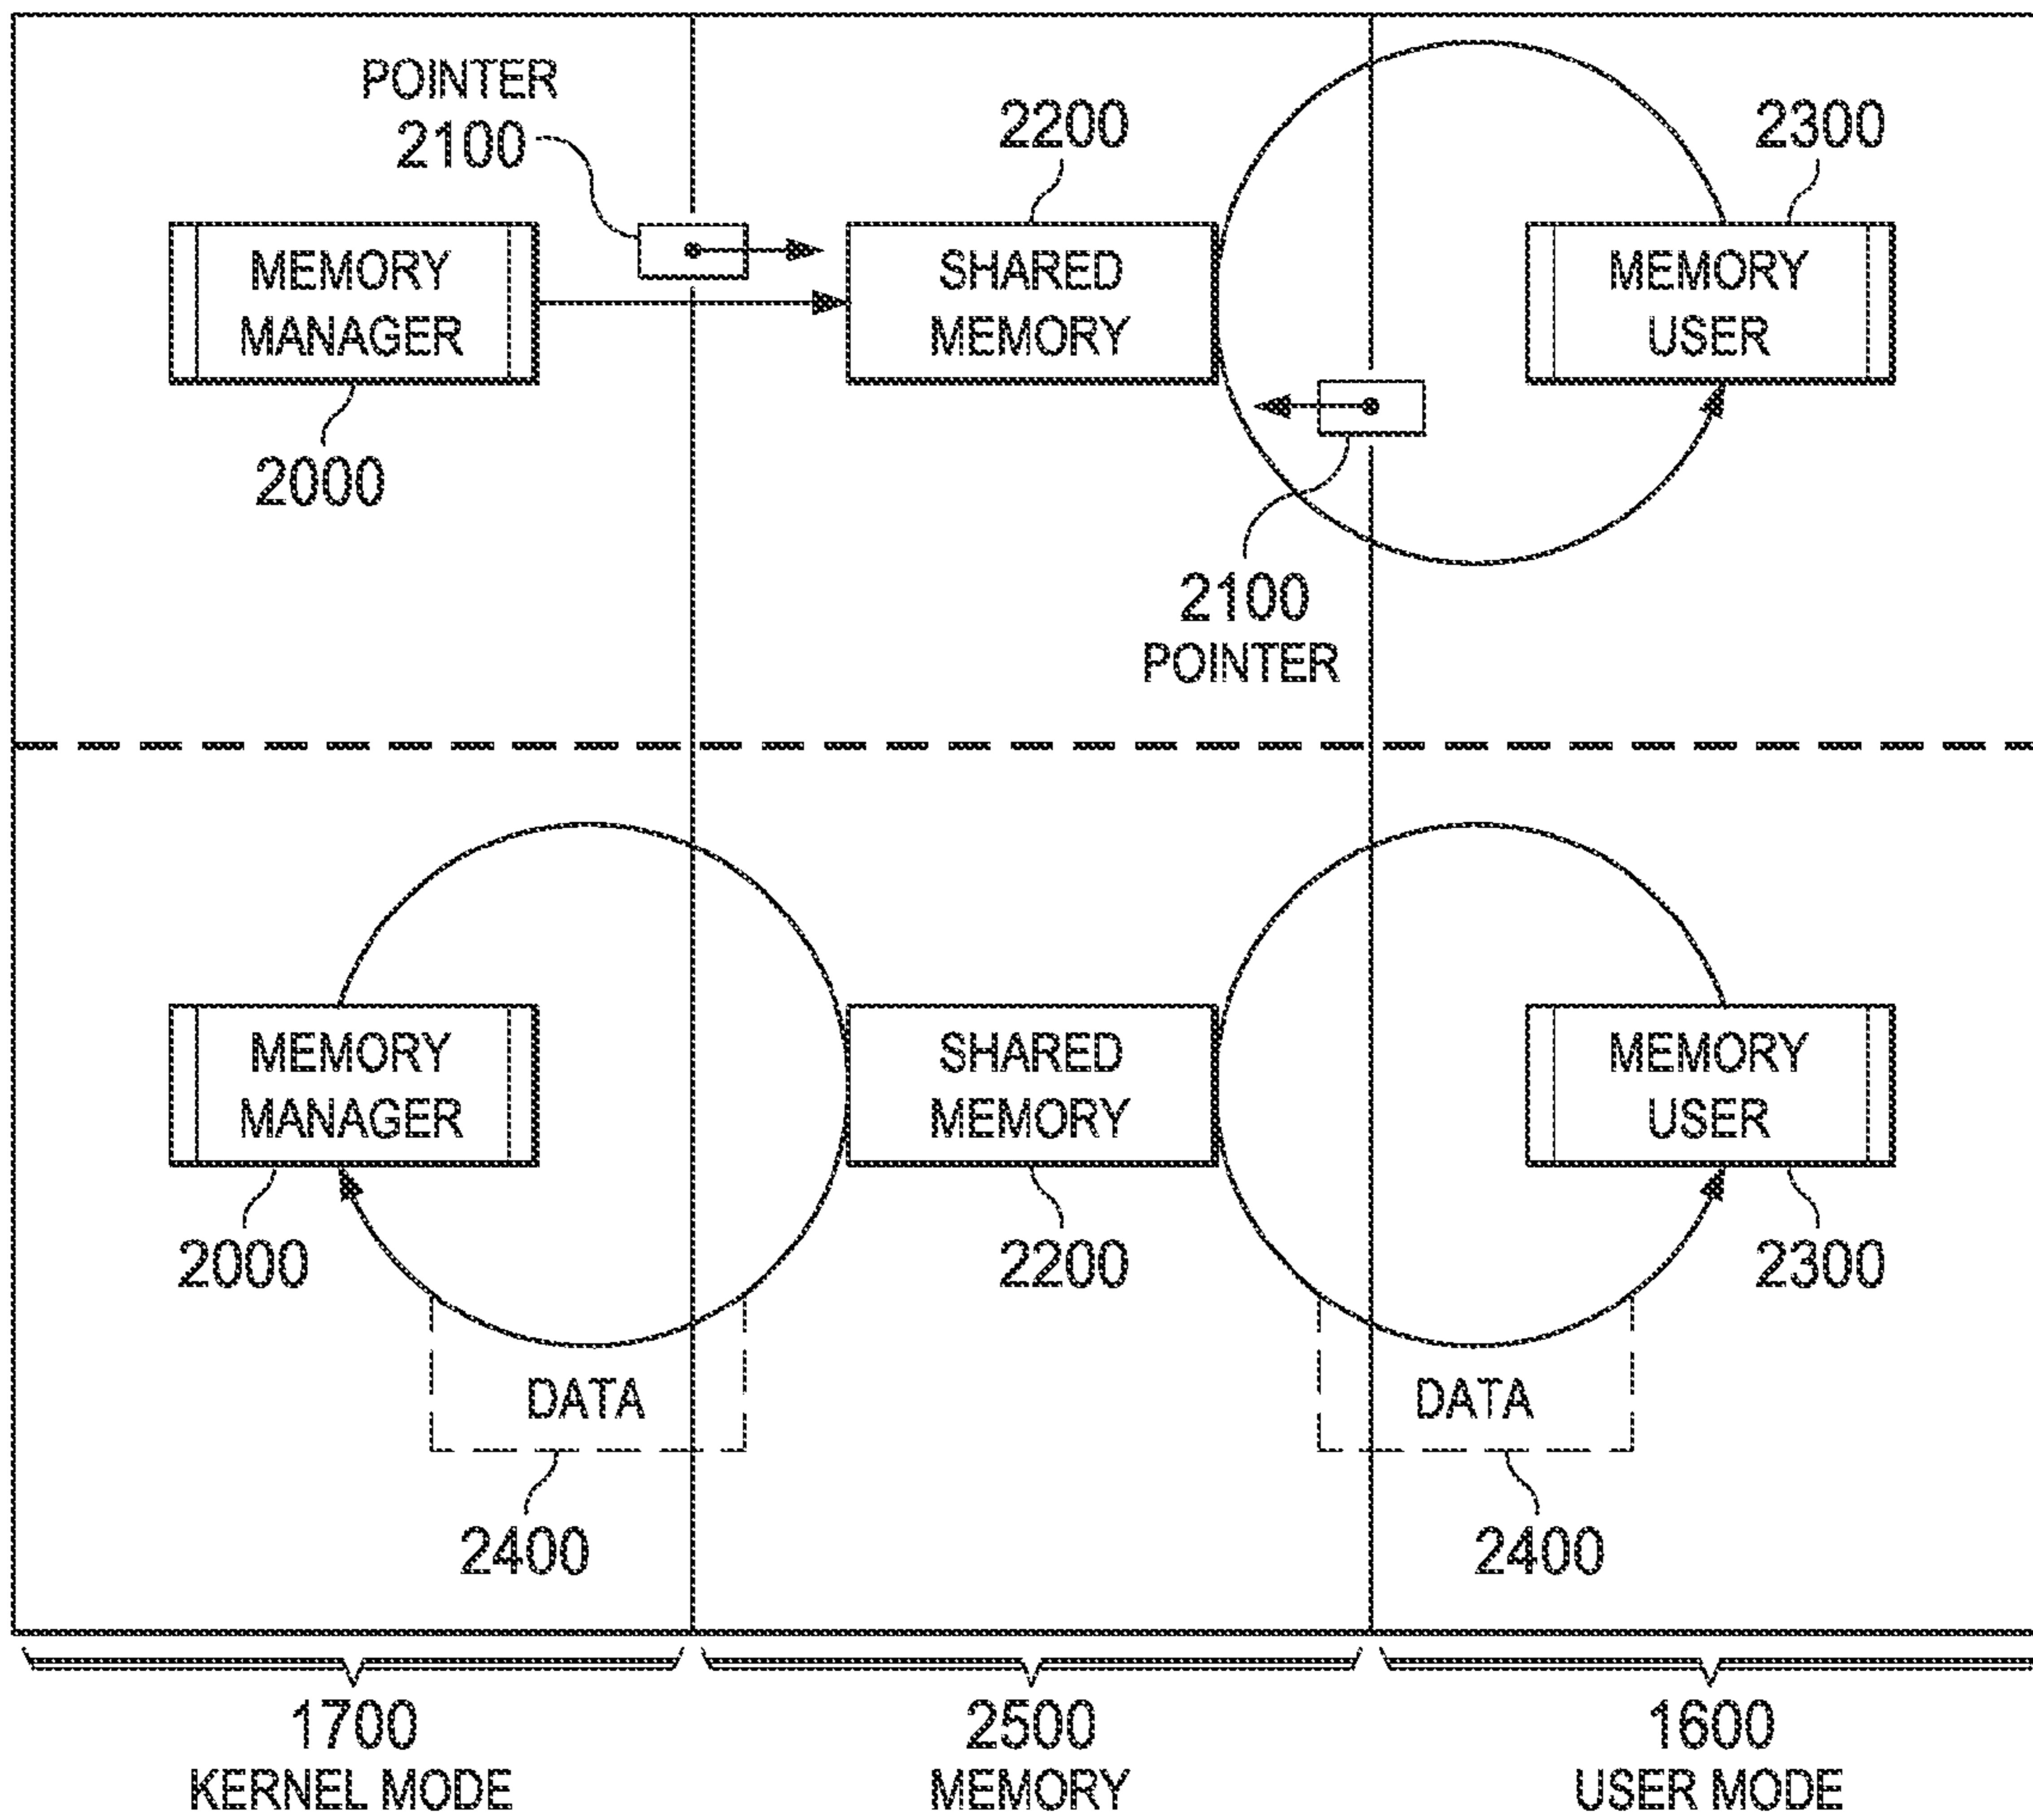 POINTER
2100
2200
2300
MEMORY
MANAGER
SHARED
MEMORY
MEMORY
USER
2000
2100
POINTER
MEMORY
MANAGER
SHARED
MEMORY
MEMORY
USER
2000
2200
2300
DATA
DATA
2400
2400
1700
KERNEL MODE
2500
MEMORY
1600
USER MODE